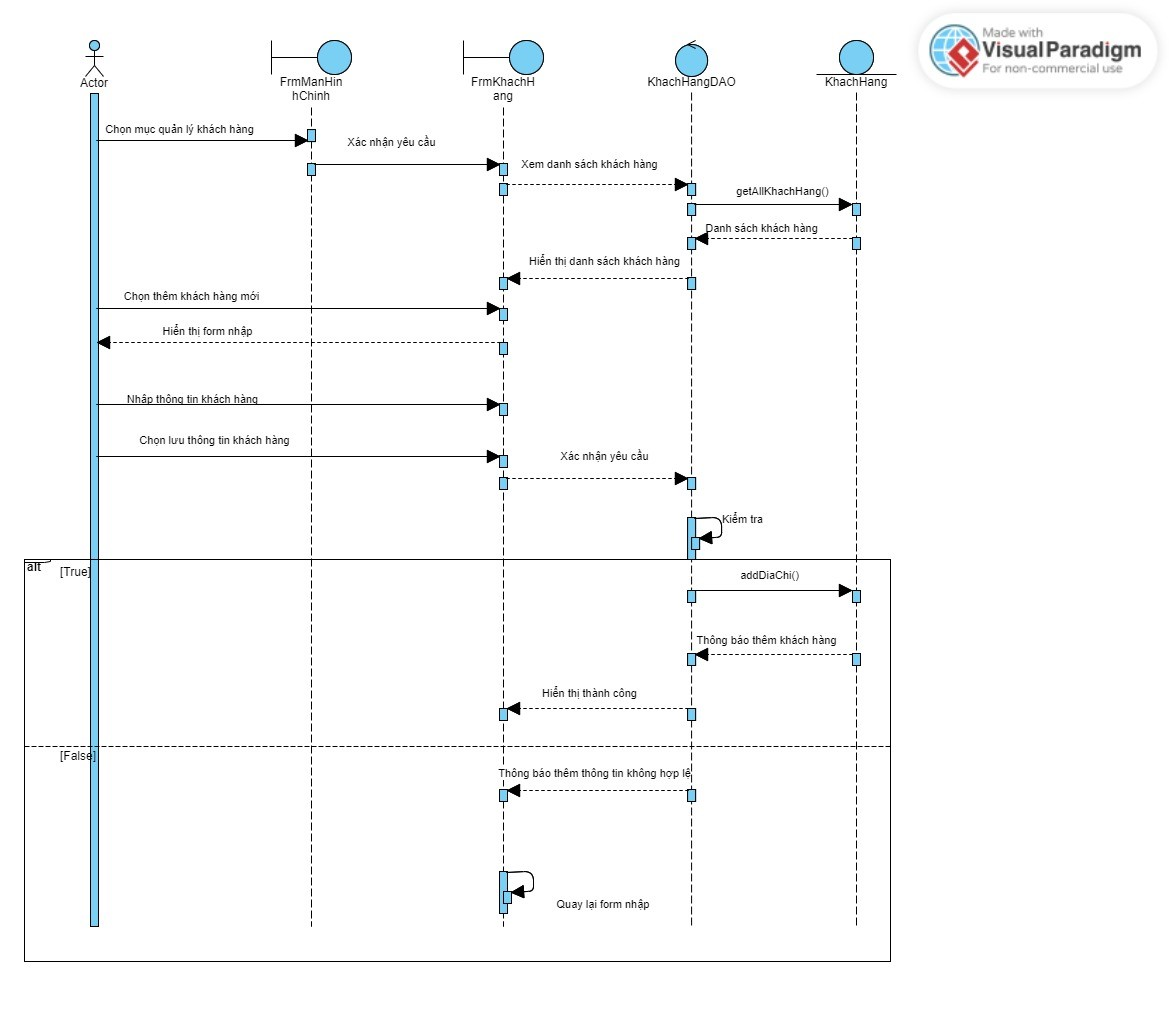 Made with
Visual Paradigm
For non-commercial use
Actor
FrmManHin
hChinh
FrmKhachH
ang
KhachHangDAO
KhachHang
Chọn mục quản lý khách hàng
Xác nhận yêu cầu
Xem danh sách khách hàng
getAllKhachHang()
Danh sách khách hàng
Hiển thị danh sách khách hàng
Chọn thêm khách hàng mới
Hiển thị form nhập
Nhập thông tin khách hàng
Chọn lưu thông tin khách hàng
Xác nhận yêu cầu
Kiểm tra
alt
[True]
addDiaChi()
Thông báo thêm khách hàng
Hiển thị thành công
[False]
Thông báo thêm thông tin không hợp lệ
Quay lại form nhập